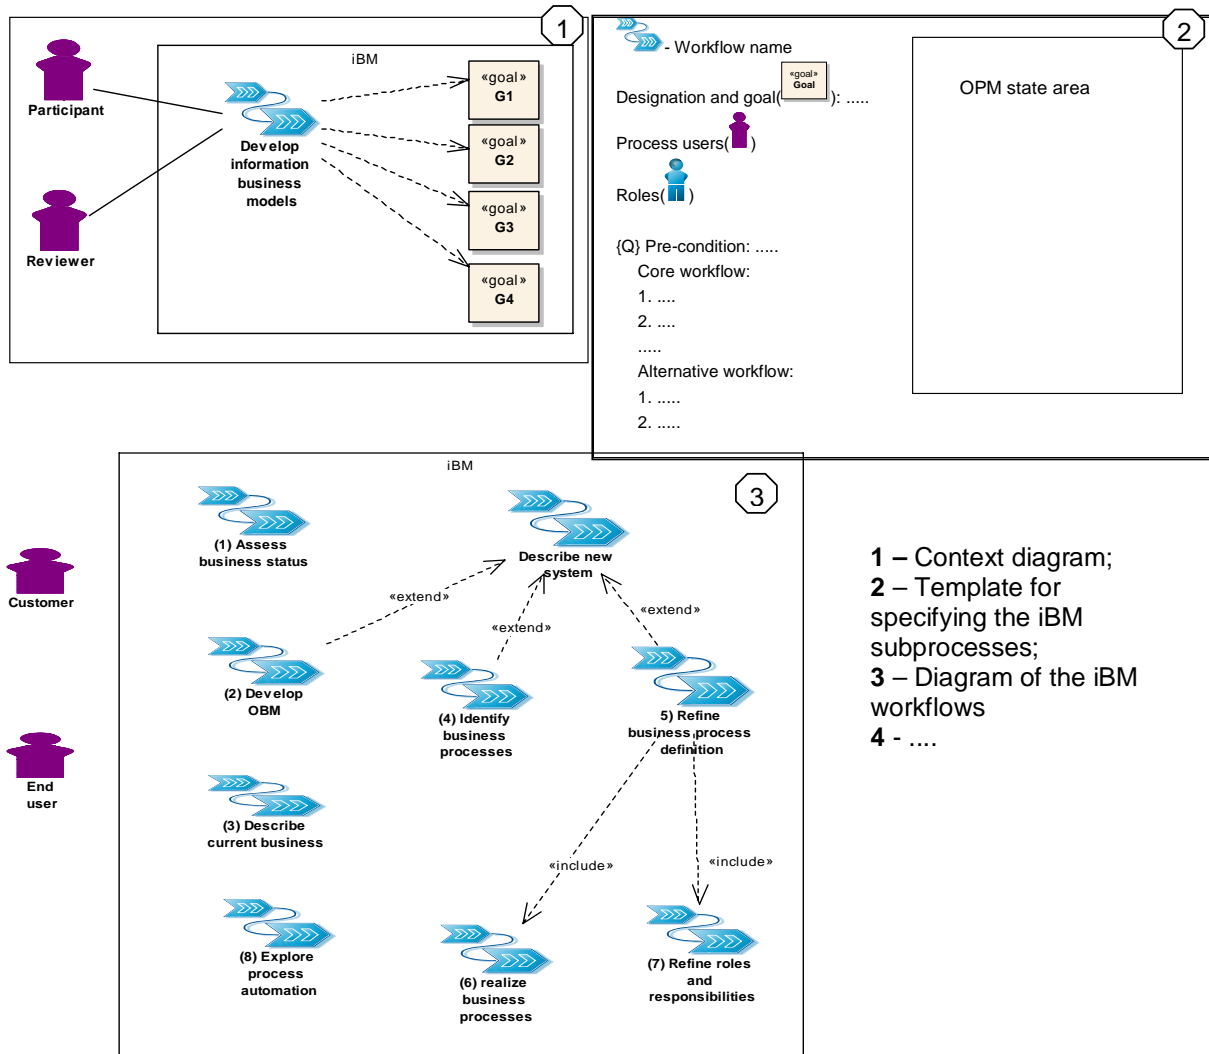 1
iBM
Participant
Reviewer
Develop
information
business
models
«goal»
G1
«goal»
G2
«goal»
G3
«goal»
G4
2
- Workflow name
Designation and goal( «goal» Goal ): .....
Process users( )
Roles( )
{Q} Pre-condition: .....
Core workflow:
1. ....
2. ....
.....
Alternative workflow:
1. .....
2. .....
OPM state area
iBM
3
Customer
End
user
(1) Assess
business status
Describe new
system
«extend»
«extend»
«extend»
(2) Develop
OBM
(4) Identify
business
processes
5) Refine
business process
definition
(3) Describe
current business
«include»
«include»
(8) Explore
process
automation
(6) realize
business
processes
(7) Refine roles
and
responsibilities
1 – Context diagram;
2 – Template for
specifying the iBM
subprocesses;
3 – Diagram of the iBM
workflows
4 - ....